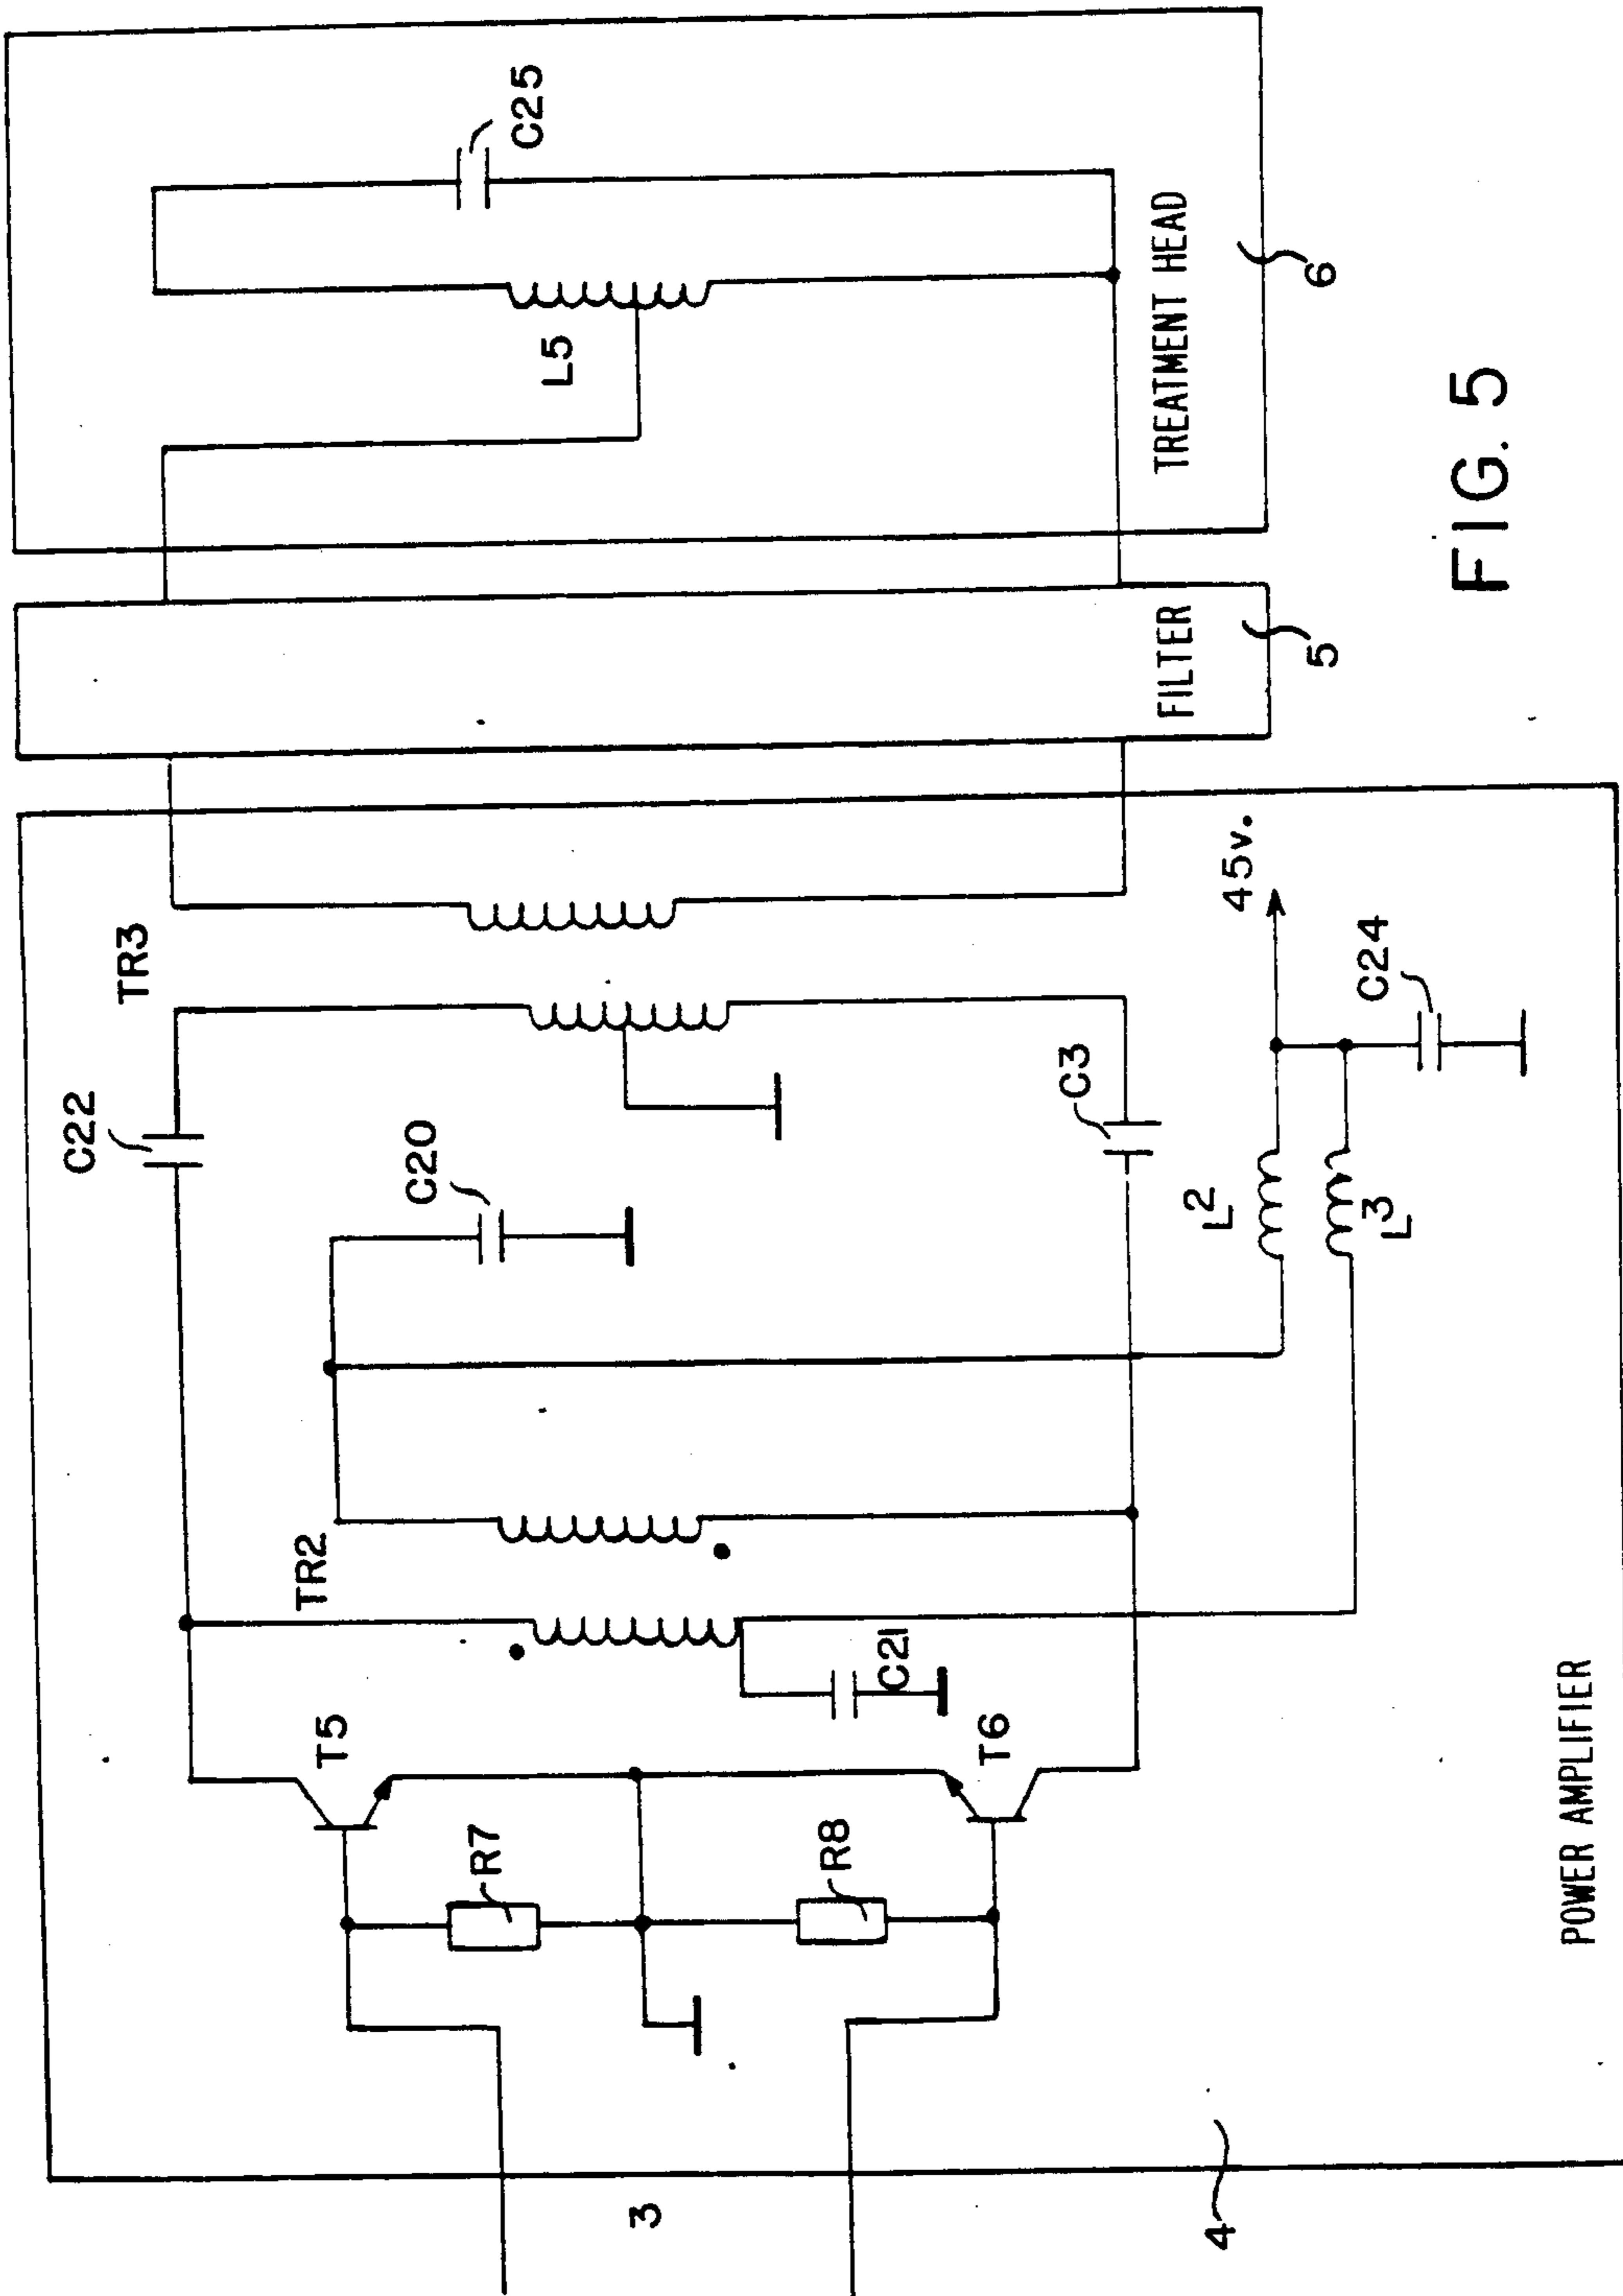 TR3
C22
C20
TR2
T5
R7
C21
T6
R8
3
C3
L2
L3
45v.
C24
4
POWER AMPLIFIER
FILTER
5
L5
C25
TREATMENT HEAD
6
FIG. 5